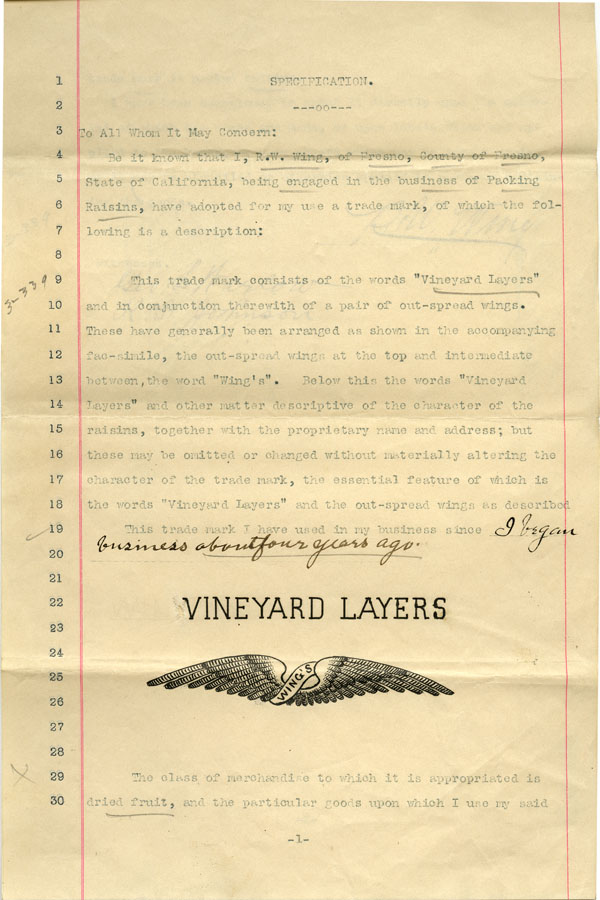 1 SPECIFICATION.
2 ---oo---
3 To All Whom It May Concern:
4 Be it known that I, R.W. Wing, of Fresno, County of Fresno,
5 State of California, being engaged in the business of Packing
6 Raisins, have adopted for my use a trade mark, of which the fol-
7 lowing is a description:
8
9 This trade mark consists of the words "Vineyard Layers"
3-339
10 and in conjunction therewith of a pair of out-spread wings.
11 These have generally been arranged as shown in the accompanying
12 fac-simile, the out-spread wings at the top and intermediate
13 between, the word "Wing's". Below this the words "Vineyard
14 Layers" and other matter descriptive of the character of the
15 raisins, together with the proprietary name and address; but
16 these may be omitted or changed without materially altering the
17 character of the trade mark, the essential feature of which is
18 the words "Vineyard Layers" and the out-spread wings as described
19 This trade mark I have used in my business since I began
20 business about four years ago.
21
22 VINEYARD LAYERS
23
24
25 WING'S
26
27
28
29 The class of merchandise to which it is appropriated is
30 dried fruit, and the particular goods upon which I use my said
-1-